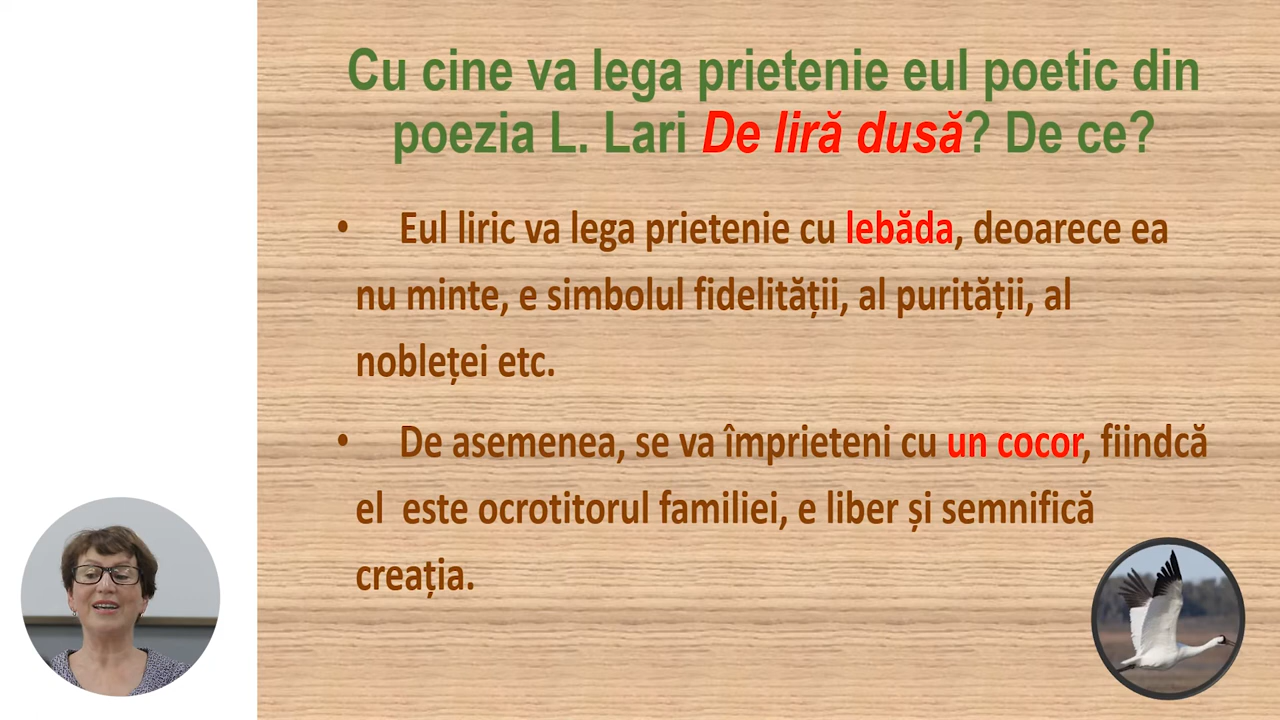 Cu cine va lega prietenie eul poetic din
poezia L. Lari De liră dusă? De ce?
• Eul liric va lega prietenie cu lebăda, deoarece ea
nu minte, e simbolul fidelității, al purității, al
nobleței etc.
• De asemenea, se va împrieteni cu un cocor, fiindcă
el este ocrotitorul familiei, e liber și semnifică
creația.